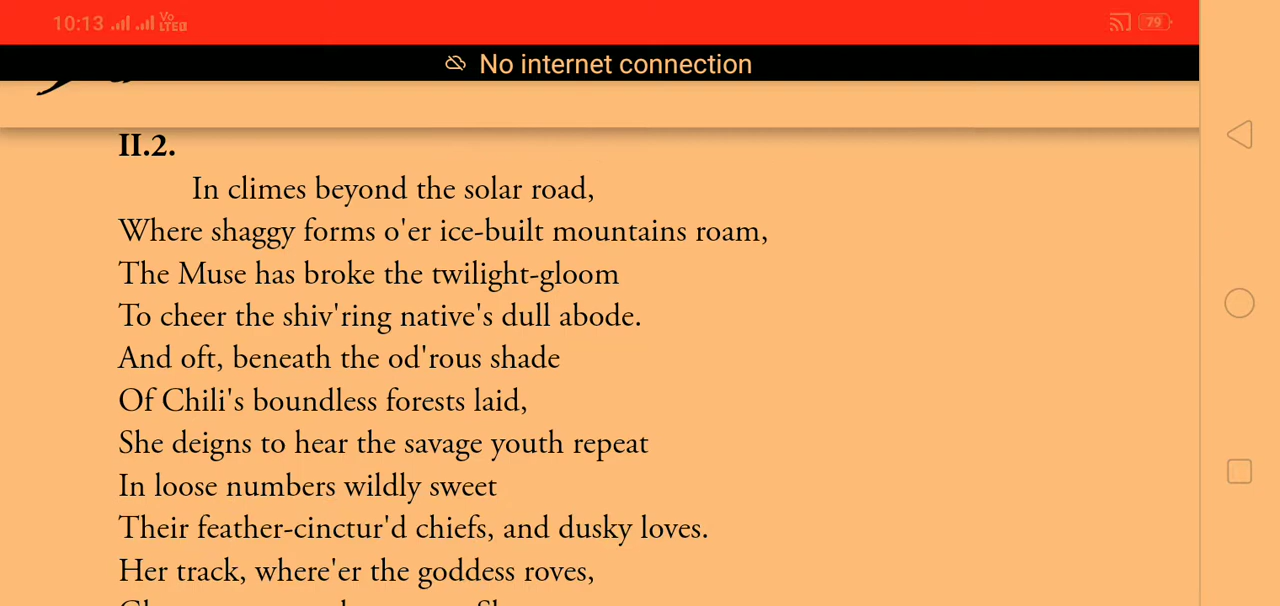 10:13 Vo LTE 79
No internet connection
II.2.
In climes beyond the solar road,
Where shaggy forms o'er ice-built mountains roam,
The Muse has broke the twilight-gloom
To cheer the shiv'ring native's dull abode.
And oft, beneath the od'rous shade
Of Chili's boundless forests laid,
She deigns to hear the savage youth repeat
In loose numbers wildly sweet
Their feather-cinctur'd chiefs, and dusky loves.
Her track, where'er the goddess roves,